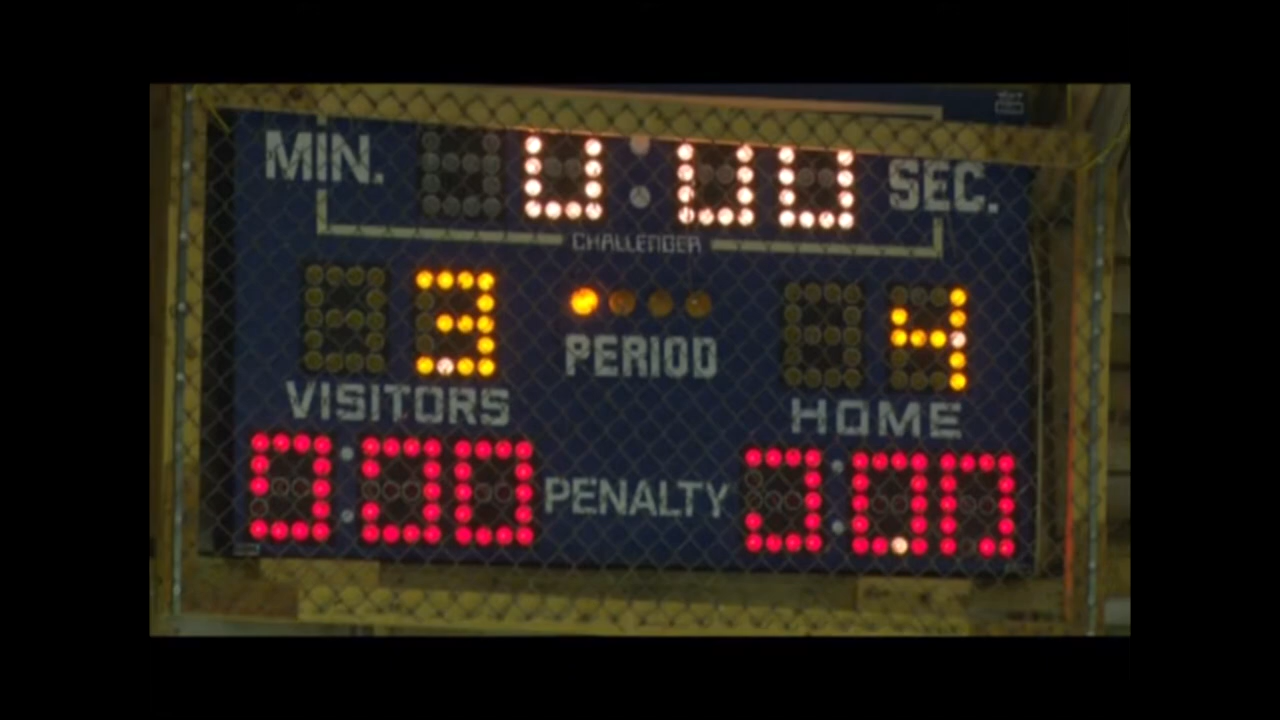 MIN. 0:00 SEC.
CHALLENGER
3 4
PERIOD
VISITORS HOME
0:00 PENALTY 0:00